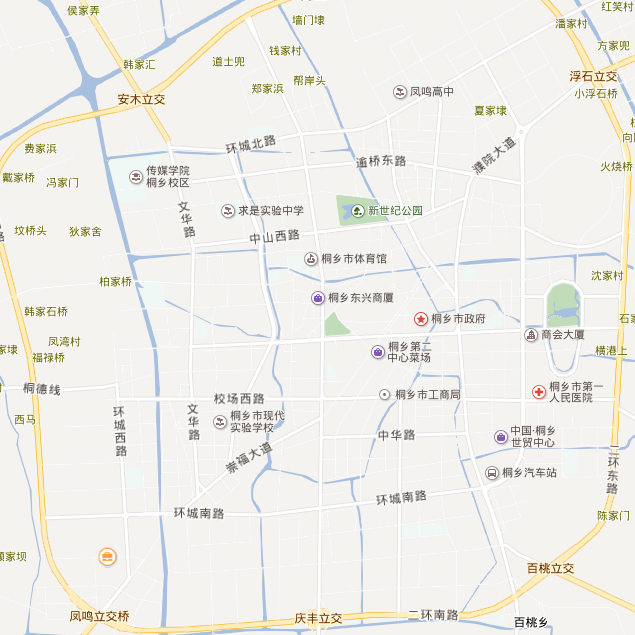 侯家弄
红笑村
墙门埭
潘家村
钱家村
方家兜
韩家汇
道士兜
帮岸头
浮石立交
郑家浜
凤鸣高中
小浮石桥
安木立交
夏家埭
费家浜
环城北路
濮院大道
逾桥东路
火烧桥
传媒学院
桐乡校区
戴家桥
冯家门
文华路
求是实验中学
新世纪公园
坟桥头
狄家舍
中山西路
桐乡市体育馆
沈家村
柏家桥
桐乡东兴商厦
韩家石桥
桐乡市政府
凤湾村
商会大厦
福禄桥
桐乡第二
中心菜场
横港上
桐德线
校场西路
桐乡市工商局
桐乡市第一
人民医院
西马
环城西路
文华路
桐乡市现代
实验学校
中华路
中国·桐乡
世贸中心
崇福大道
二环东路
桐乡汽车站
环城南路
环城南路
陈家门
百桃立交
凤鸣立交桥
庆丰立交
二环南路
百桃乡